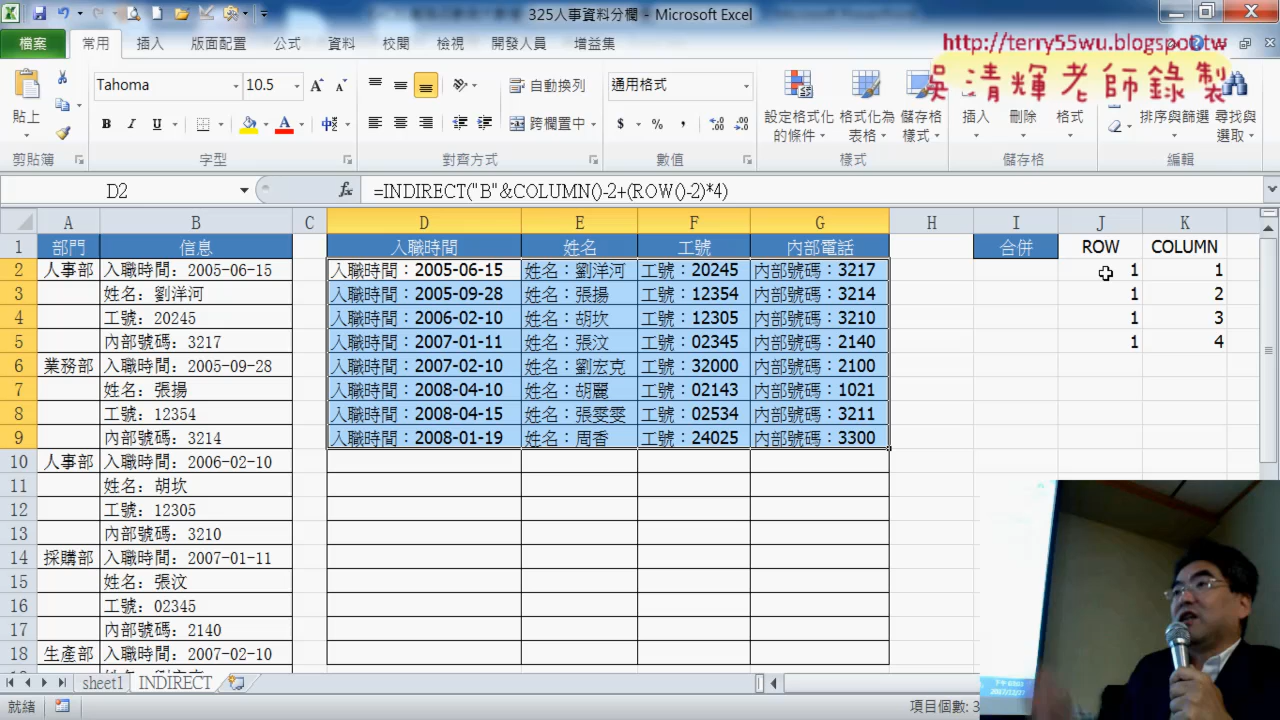 325人事資料分欄 - Microsoft Excel
檔案 常用 插入 版面配置 公式 資料 校閱 檢視 開發人員 增益集
http://terry55wu.blogspot.tw
吳清輝老師錄製
貼上 Tahoma 10.5 自動換列 通用格式 設定格式化的條件 格式化為表格 儲存格樣式 插入 刪除 格式 排序與篩選 尋找與選取
B I U 跨欄置中 $ %
剪貼簿 字型 對齊方式 數值 樣式 儲存格 編輯
D2 fx =INDIRECT("B"&COLUMN()-2+(ROW()-2)*4)
A B C D E F G H I J K
1 部門 信息 入職時間 姓名 工號 內部電話 合併 ROW COLUMN
2 人事部 入職時間: 2005-06-15 入職時間：2005-06-15 姓名：劉洋河 工號：20245 內部號碼：3217 1 1
3 姓名: 劉洋河 入職時間：2005-09-28 姓名：張揚 工號：12354 內部號碼：3214 1 2
4 工號: 20245 入職時間：2006-02-10 姓名：胡坎 工號：12305 內部號碼：3210 1 3
5 內部號碼: 3217 入職時間：2007-01-11 姓名：張汶 工號：02345 內部號碼：2140 1 4
6 業務部 入職時間: 2005-09-28 入職時間：2007-02-10 姓名：劉宏克 工號：32000 內部號碼：2100
7 姓名: 張揚 入職時間：2008-04-10 姓名：胡麗 工號：02143 內部號碼：1021
8 工號: 12354 入職時間：2008-04-15 姓名：張雯雯 工號：02534 內部號碼：3211
9 內部號碼: 3214 入職時間：2008-01-19 姓名：周香 工號：24025 內部號碼：3300
10 人事部 入職時間: 2006-02-10
11 姓名: 胡坎
12 工號: 12305
13 內部號碼: 3210
14 採購部 入職時間: 2007-01-11
15 姓名: 張汶
16 工號: 02345
17 內部號碼: 2140
18 生產部 入職時間: 2007-02-10
sheet1 INDIRECT
就緒 項目個數: 3